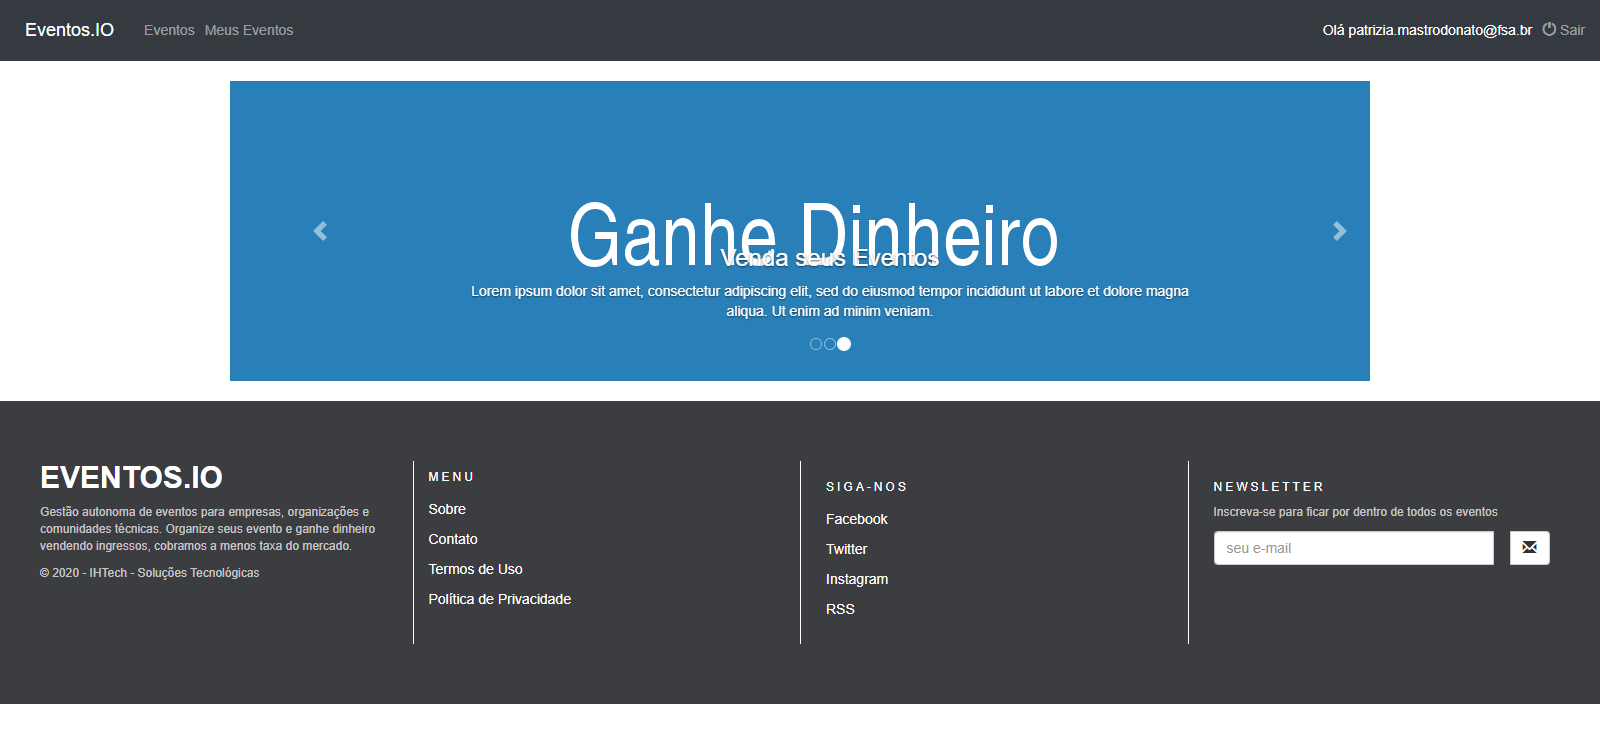 Eventos.IO
Eventos Meus Eventos
Olá patrizia.mastrodonato@fsa.br Sair
Ganhe Dinheiro
Venda seus Eventos
Lorem ipsum dolor sit amet, consectetur adipiscing elit, sed do eiusmod tempor incididunt ut labore et dolore magna
aliqua. Ut enim ad minim veniam.
EVENTOS.IO
Gestão autonoma de eventos para empresas, organizações e
comunidades técnicas. Organize seus evento e ganhe dinheiro
vendendo ingressos, cobramos a menos taxa do mercado.
© 2020 - IHTech - Soluções Tecnológicas
MENU
Sobre
Contato
Termos de Uso
Política de Privacidade
SIGA-NOS
Facebook
Twitter
Instagram
RSS
NEWSLETTER
Inscreva-se para ficar por dentro de todos os eventos
seu e-mail